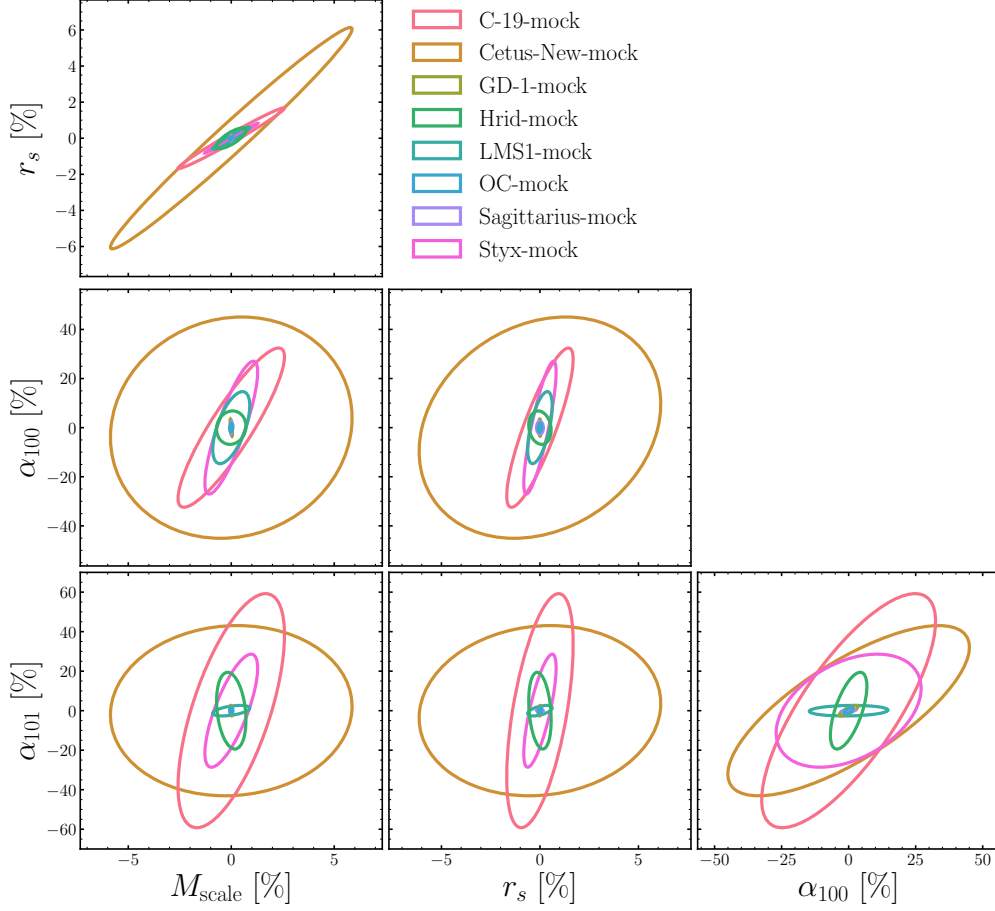 C-19-mock
Cetus-New-mock
GD-1-mock
Hrid-mock
LMS1-mock
OC-mock
Sagittarius-mock
Styx-mock
r_s [%]
6
4
2
0
−2
−4
−6
α_100 [%]
40
20
0
−20
−40
α_101 [%]
60
40
20
0
−20
−40
−60
−5 0 5
−5 0 5
−50 −25 0 25 50
M_scale [%]
r_s [%]
α_100 [%]